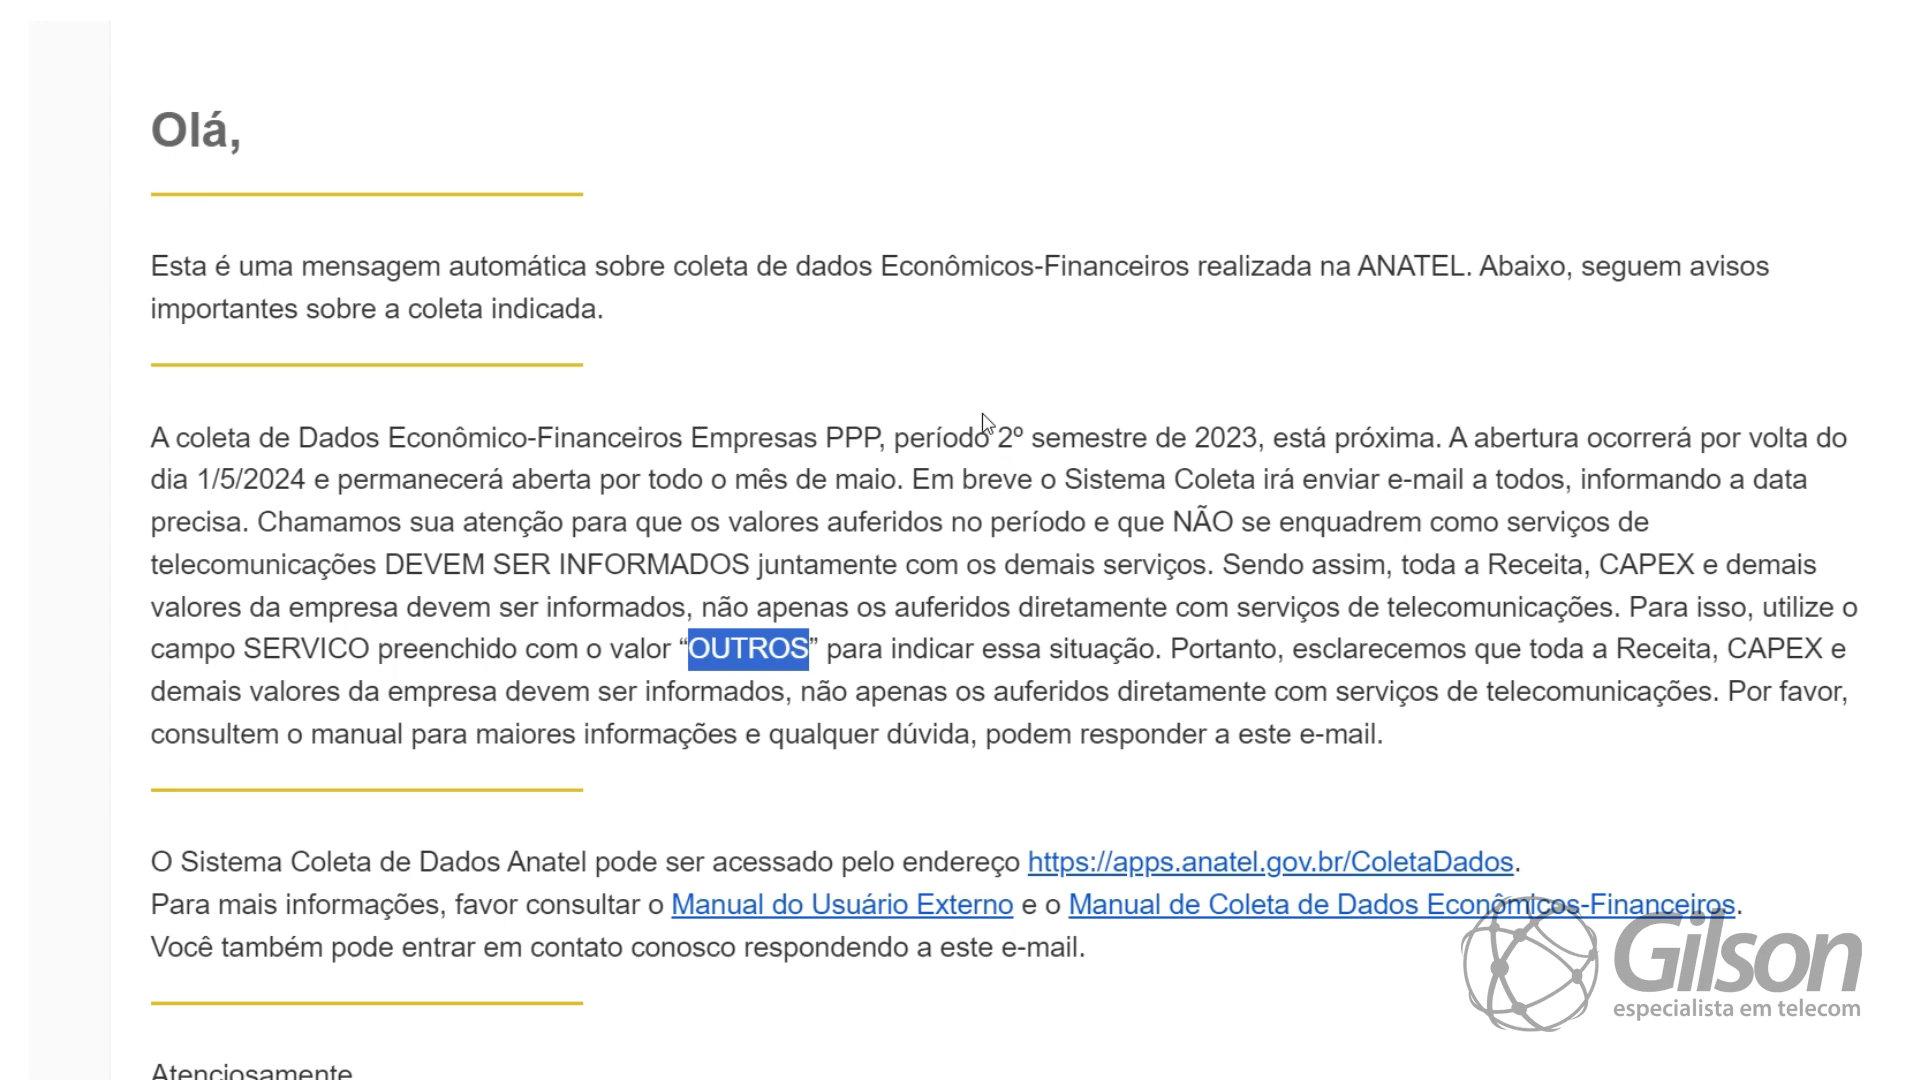 Olá,
Esta é uma mensagem automática sobre coleta de dados Econômicos-Financeiros realizada na ANATEL. Abaixo, seguem avisos
importantes sobre a coleta indicada.
A coleta de Dados Econômico-Financeiros Empresas PPP, período 2º semestre de 2023, está próxima. A abertura ocorrerá por volta do
dia 1/5/2024 e permanecerá aberta por todo o mês de maio. Em breve o Sistema Coleta irá enviar e-mail a todos, informando a data
precisa. Chamamos sua atenção para que os valores auferidos no período e que NÃO se enquadrem como serviços de
telecomunicações DEVEM SER INFORMADOS juntamente com os demais serviços. Sendo assim, toda a Receita, CAPEX e demais
valores da empresa devem ser informados, não apenas os auferidos diretamente com serviços de telecomunicações. Para isso, utilize o
campo SERVICO preenchido com o valor “OUTROS” para indicar essa situação. Portanto, esclarecemos que toda a Receita, CAPEX e
demais valores da empresa devem ser informados, não apenas os auferidos diretamente com serviços de telecomunicações. Por favor,
consultem o manual para maiores informações e qualquer dúvida, podem responder a este e-mail.
O Sistema Coleta de Dados Anatel pode ser acessado pelo endereço https://apps.anatel.gov.br/ColetaDados.
Para mais informações, favor consultar o Manual do Usuário Externo e o Manual de Coleta de Dados Econômicos-Financeiros.
Você também pode entrar em contato conosco respondendo a este e-mail.
Gilson
especialista em telecom
Atenciosamente